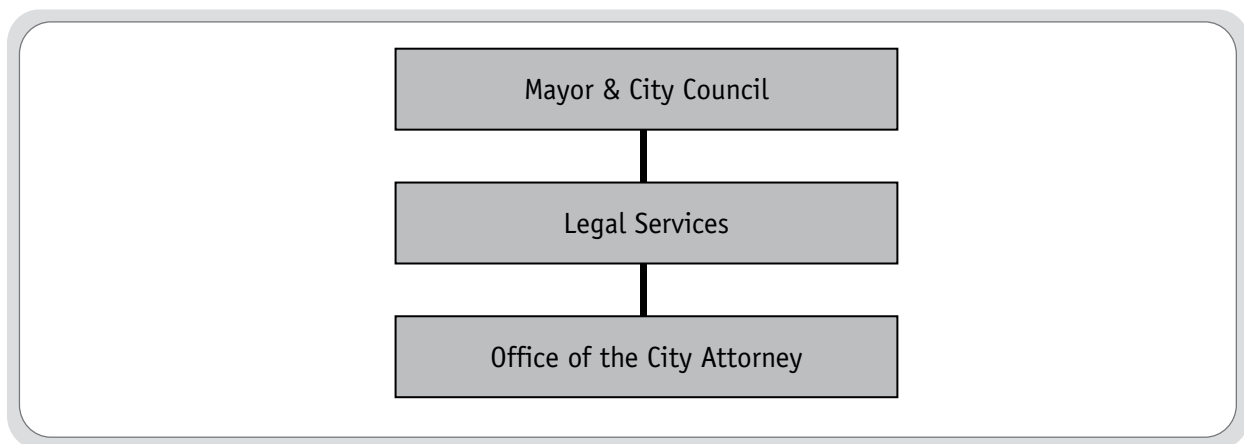 Mayor & City Council
Legal Services
Office of the City Attorney